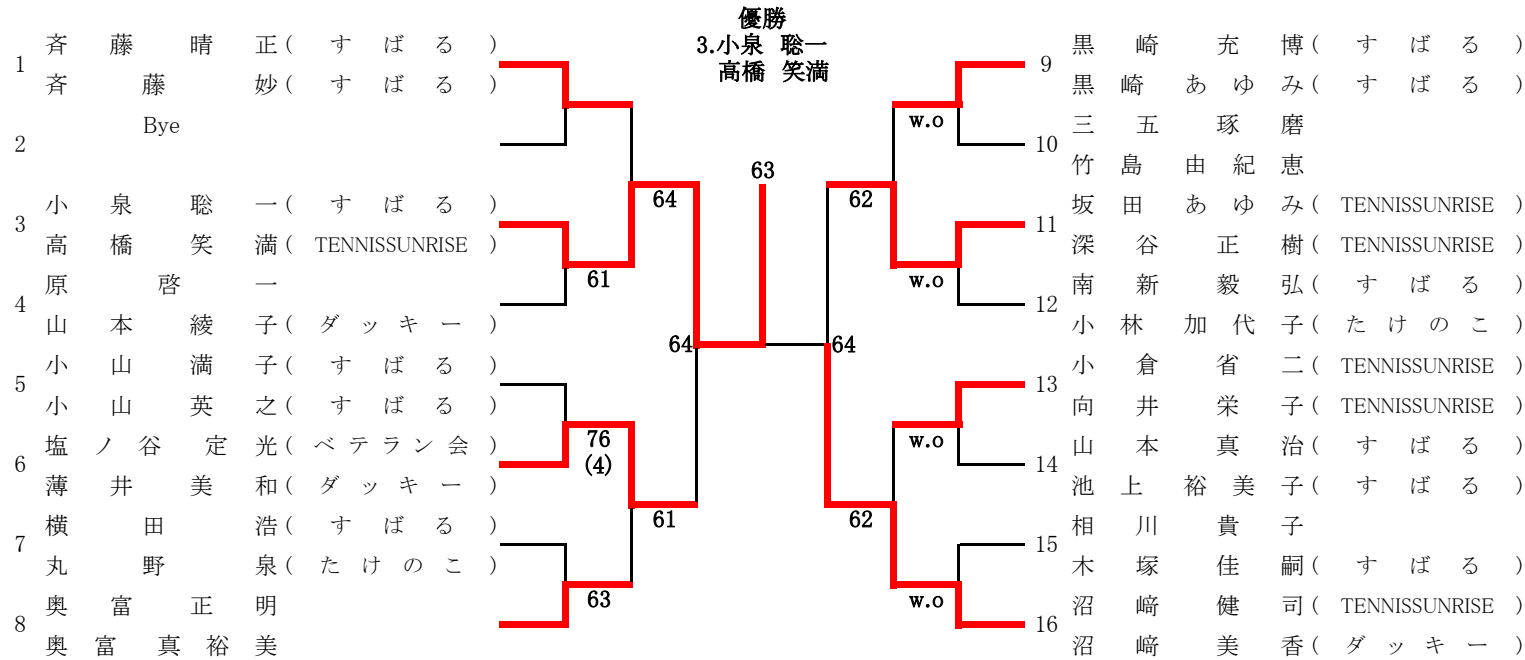 優勝
3.小泉 聡一
高橋 笑満
1
斉藤晴正(すばる)
斉藤妙(すばる)
2
Bye
3
小泉聡一(すばる)
高橋笑満(TENNISSUNRISE)
4
原啓一
山本綾子(ダッキー)
5
小山満子(すばる)
小山英之(すばる)
6
塩ノ谷定光(ベテラン会)
薄井美和(ダッキー)
7
横田浩(すばる)
丸野泉(たけのこ)
8
奥富正明
奥富真裕美
61
76
(4)
63
64
61
64
63
64
62
62
w.o
w.o
w.o
w.o
9
黒崎充博(すばる)
黒崎あゆみ(すばる)
10
三五琢磨
竹島由紀恵
11
坂田あゆみ(TENNISSUNRISE)
深谷正樹(TENNISSUNRISE)
12
南新毅弘(すばる)
小林加代子(たけのこ)
13
小倉省二(TENNISSUNRISE)
向井栄子(TENNISSUNRISE)
14
山本真治(すばる)
池上裕美子(すばる)
15
相川貴子
木塚佳嗣(すばる)
16
沼﨑健司(TENNISSUNRISE)
沼﨑美香(ダッキー)